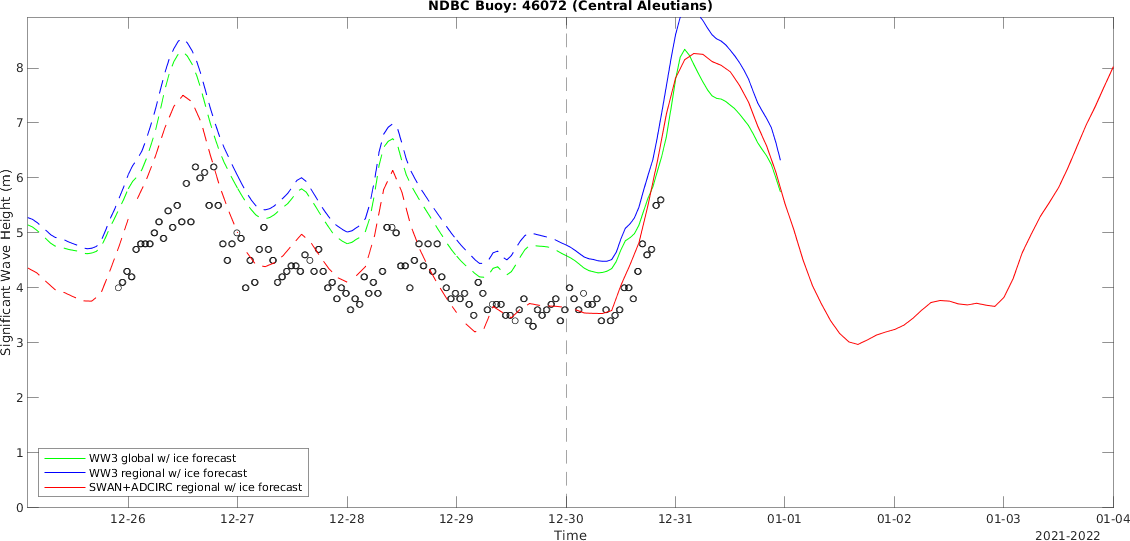 NDBC Buoy: 46072 (Central Aleutians)
Significant Wave Height (m)
8
7
6
5
4
3
2
1
0
WW3 global w/ ice forecast
WW3 regional w/ ice forecast
SWAN+ADCIRC regional w/ ice forecast
12-26 12-27 12-28 12-29 12-30 12-31 01-01 01-02 01-03 01-04
Time
2021-2022